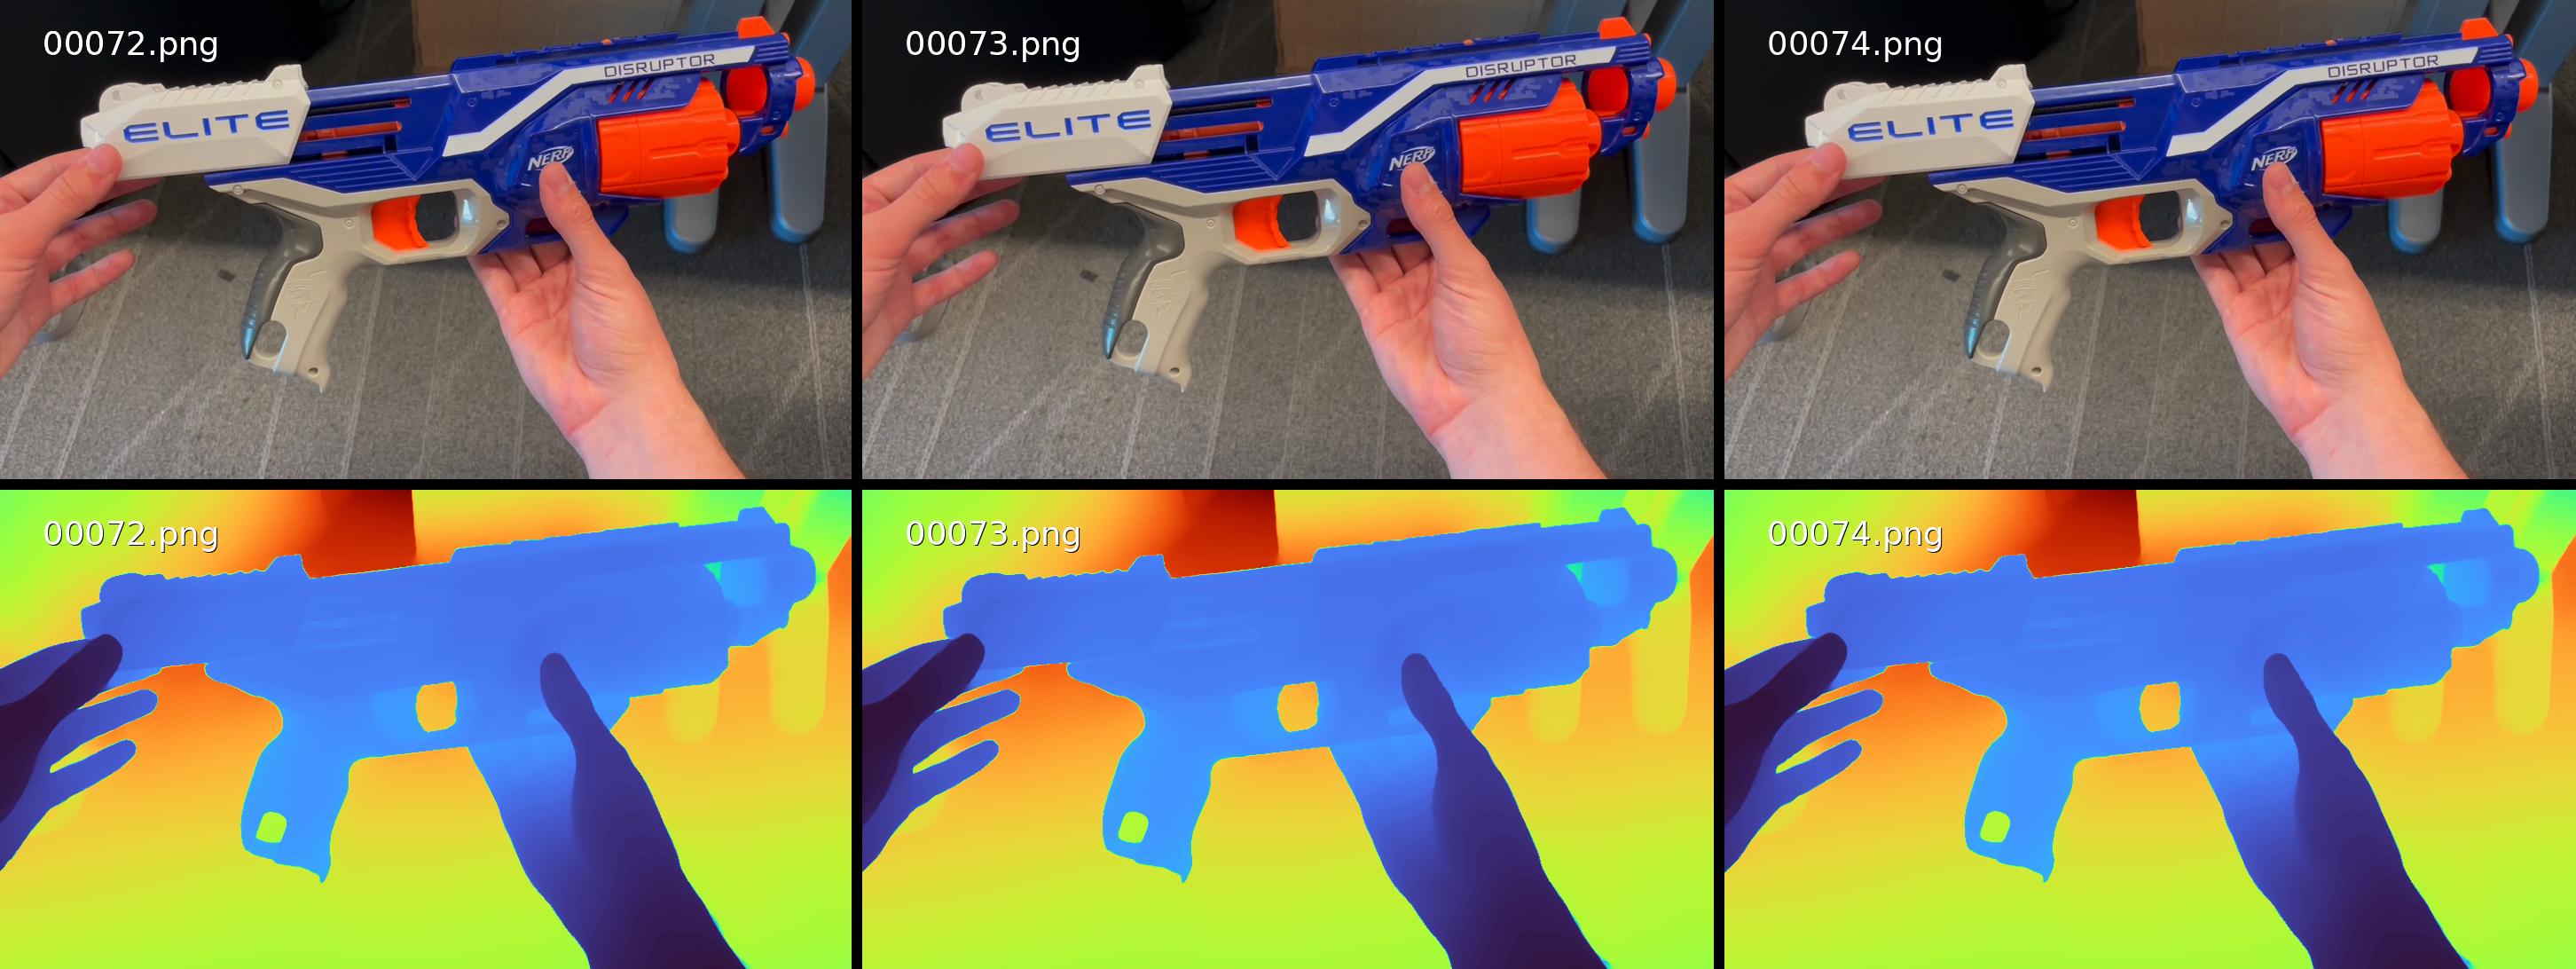 00072.png
00073.png
00074.png
DISRUPTOR
DISRUPTOR
DISRUPTOR
ELITE
ELITE
ELITE
NERF
NERF
NERF
00072.png
00073.png
00074.png